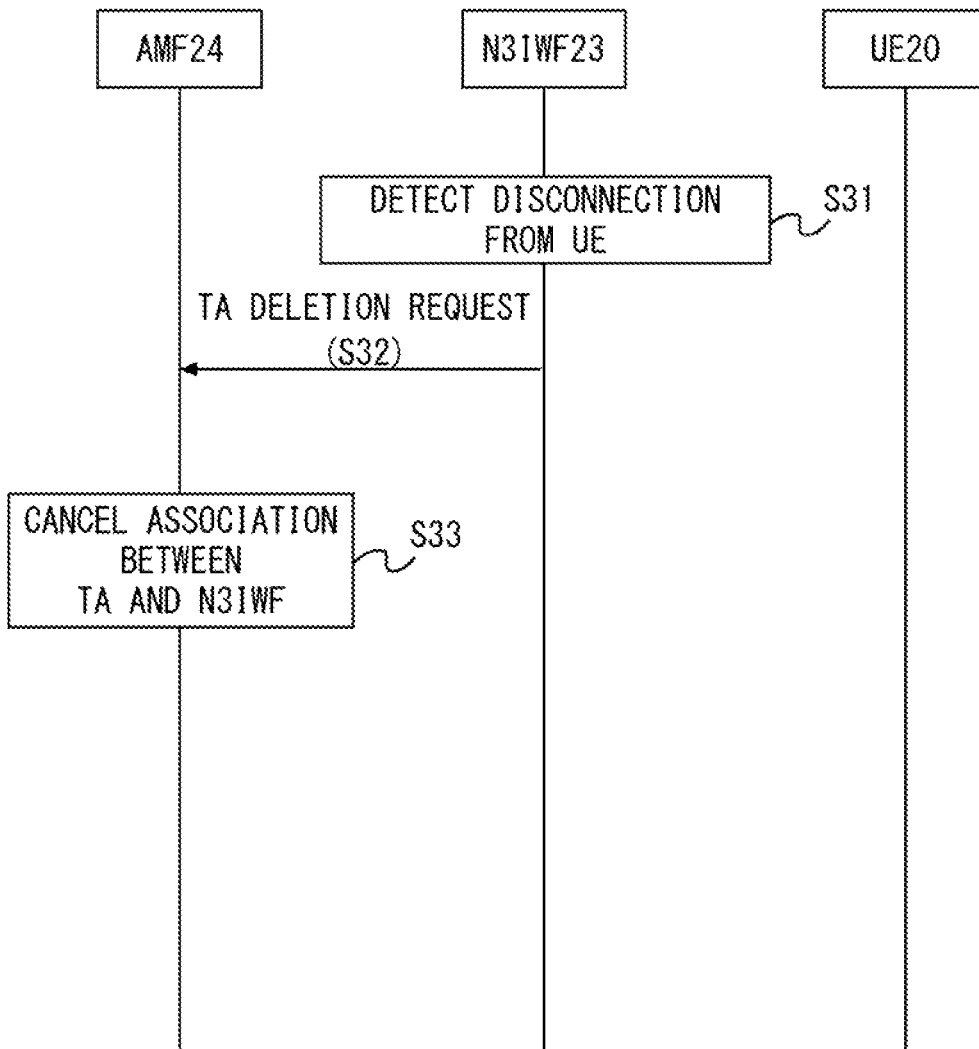 AMF24
N3IWF23
UE20
DETECT DISCONNECTION
FROM UE
S31
TA DELETION REQUEST
(S32)
CANCEL ASSOCIATION
BETWEEN
TA AND N3IWF
S33